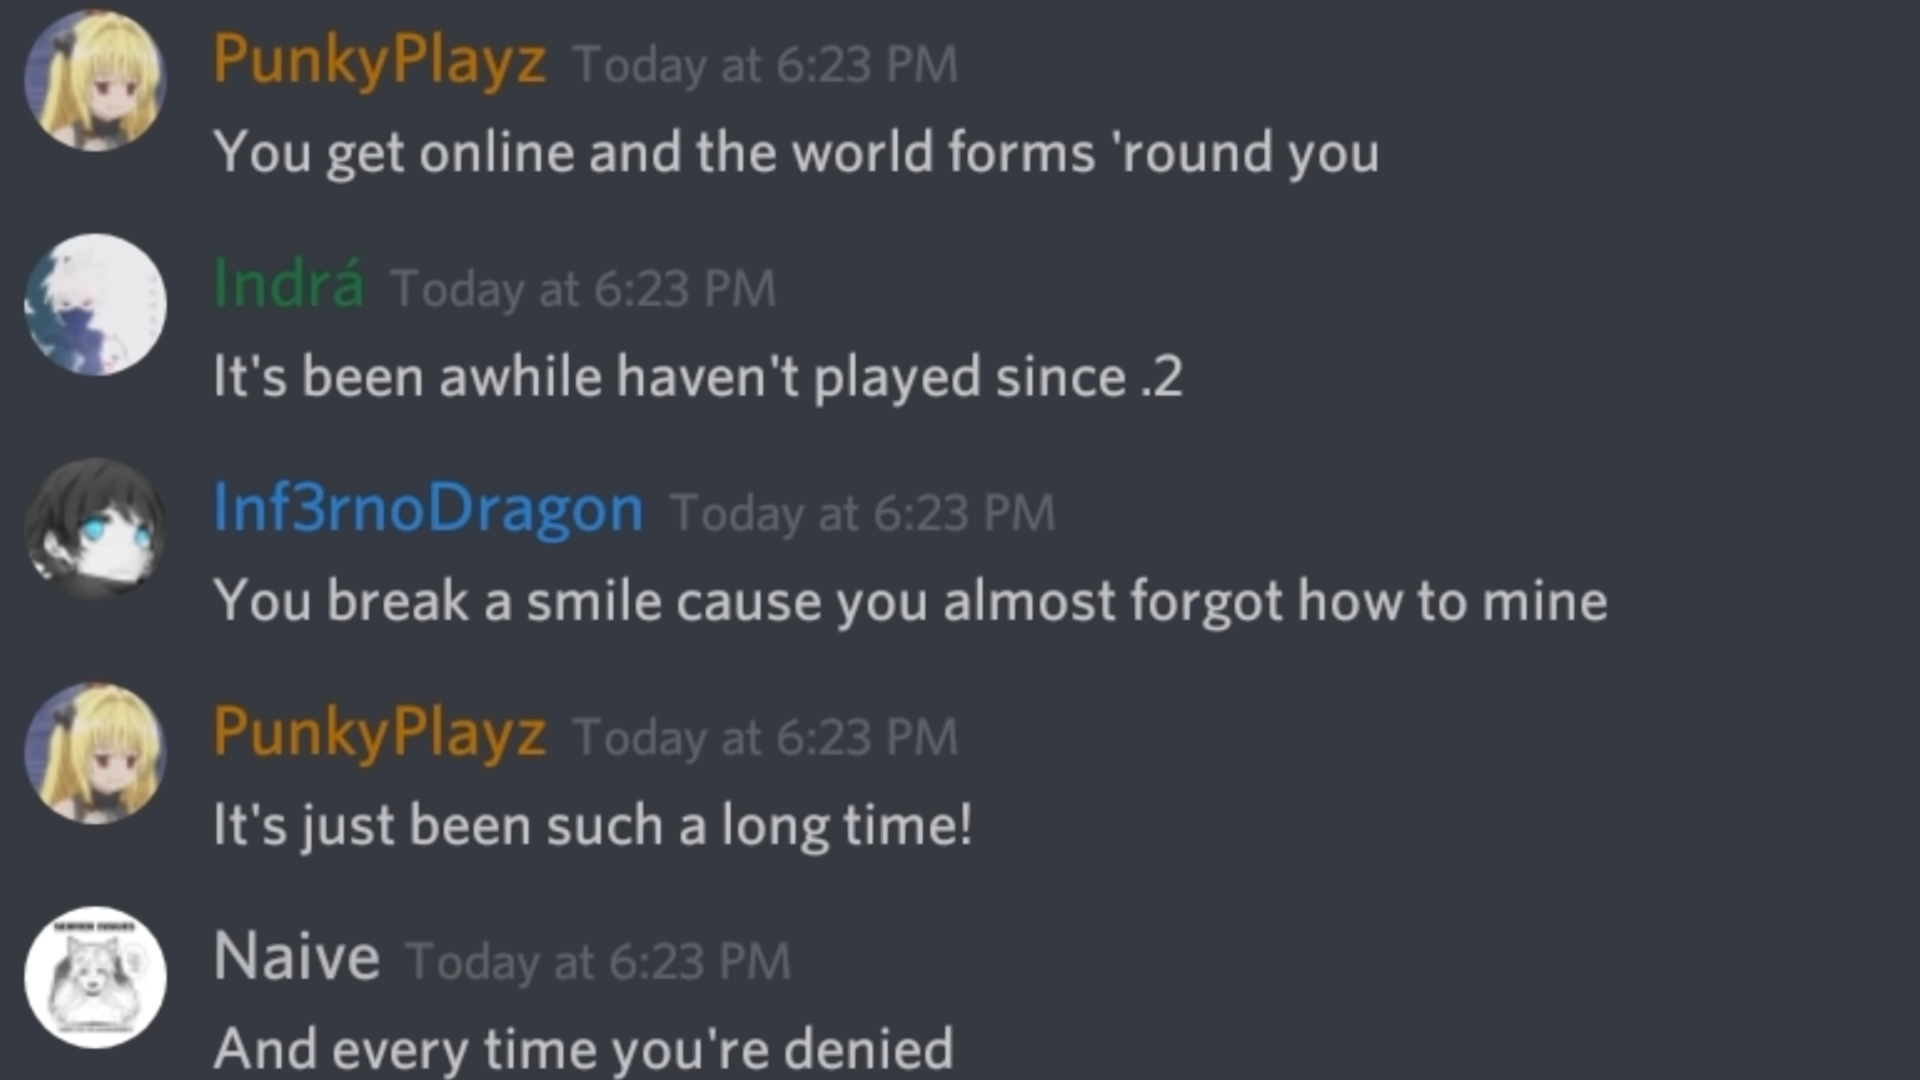 PunkyPlayz Today at 6:23 PM
You get online and the world forms 'round you
Indrá Today at 6:23 PM
It's been awhile haven't played since .2
Inf3rnoDragon Today at 6:23 PM
You break a smile cause you almost forgot how to mine
PunkyPlayz Today at 6:23 PM
It's just been such a long time!
Naive Today at 6:23 PM
And every time you're denied